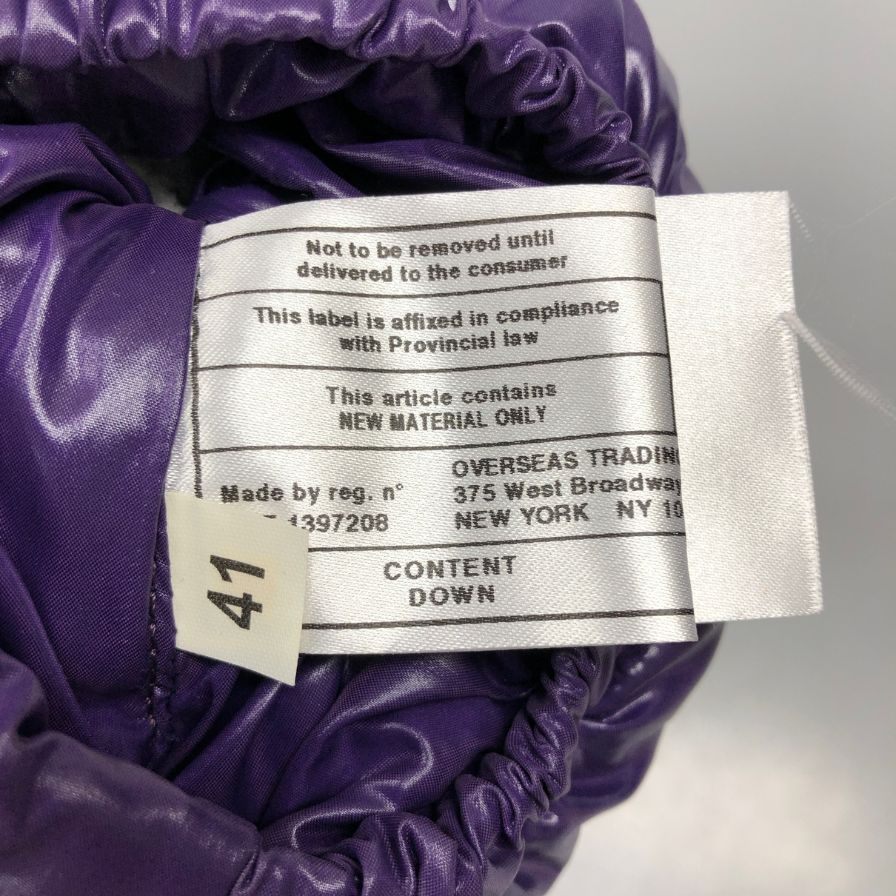 Not to be removed until
delivered to the consumer
This label is affixed in compliance
with Provincial law
This article contains
NEW MATERIAL ONLY
Made by reg. n°
1397208
OVERSEAS TRADING
375 West Broadway
NEW YORK NY 10
CONTENT
DOWN
41